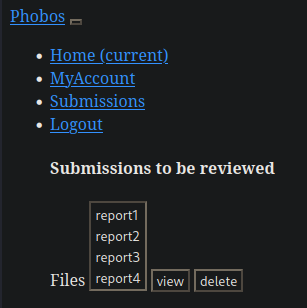 Phobos
Home (current)
MyAccount
Submissions
Logout
Submissions to be reviewed
report1
report2
report3
Files report4 view delete